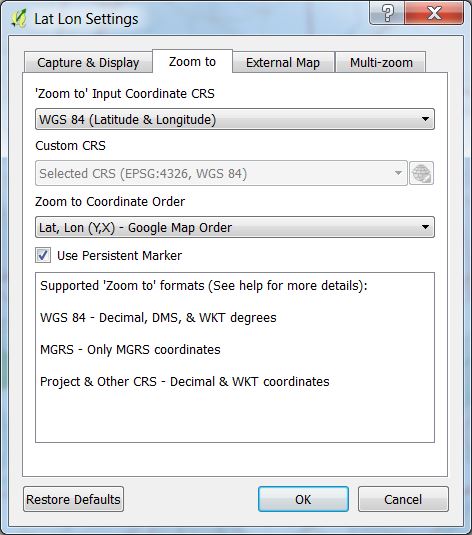 Lat Lon Settings
Capture & Display
Zoom to
External Map
Multi-zoom
'Zoom to' Input Coordinate CRS
WGS 84 (Latitude & Longitude)
Custom CRS
Selected CRS (EPSG:4326, WGS 84)
Zoom to Coordinate Order
Lat, Lon (Y,X) - Google Map Order
Use Persistent Marker
Supported 'Zoom to' formats (See help for more details):
WGS 84 - Decimal, DMS, & WKT degrees
MGRS - Only MGRS coordinates
Project & Other CRS - Decimal & WKT coordinates
Restore Defaults
OK
Cancel